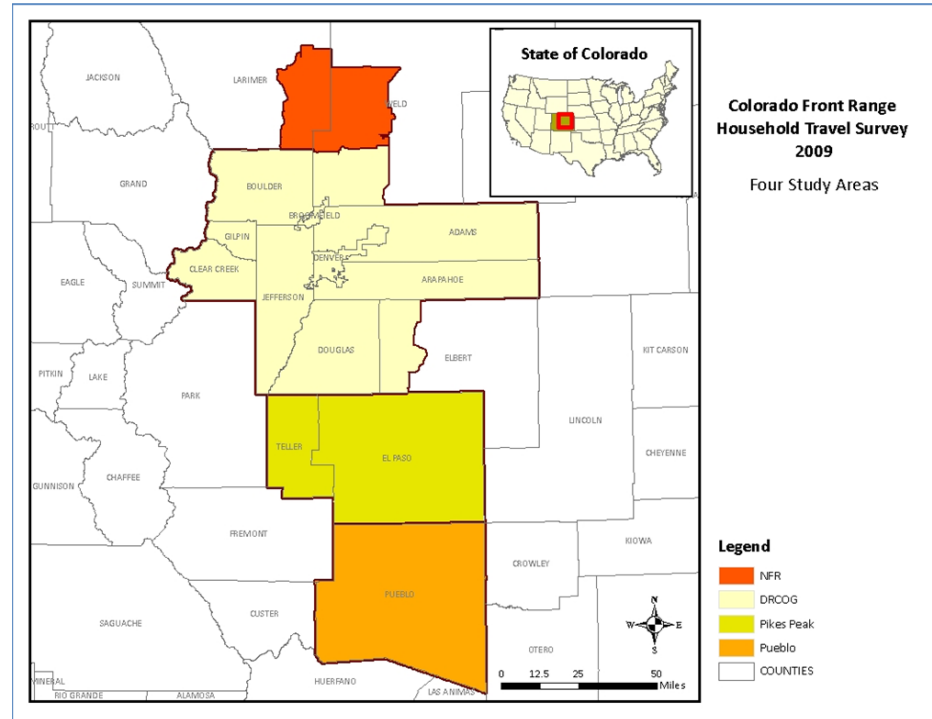 State of Colorado
Colorado Front Range
Household Travel Survey
2009
Four Study Areas
JACKSON
LARIMER
WELD
GRAND
BOULDER
BROOMFIELD
GILPIN
ADAMS
DENVER
CLEAR CREEK
ARAPAHOE
EAGLE
SUMMIT
JEFFERSON
DOUGLAS
ELBERT
KIT CARSON
PITKIN
LAKE
PARK
LINCOLN
TELLER
EL PASO
CHEYENNE
CHAFFEE
GUNNISON
FREMONT
KIOWA
CROWLEY
PUEBLO
CUSTER
SAGUACHE
OTERO
HUERFANO
MINERAL
RIO GRANDE
ALAMOSA
LAS ANIMAS
Legend
NFR
DRCOG
Pikes Peak
Pueblo
COUNTIES
N
W
E
S
0 12.5 25 50
Miles